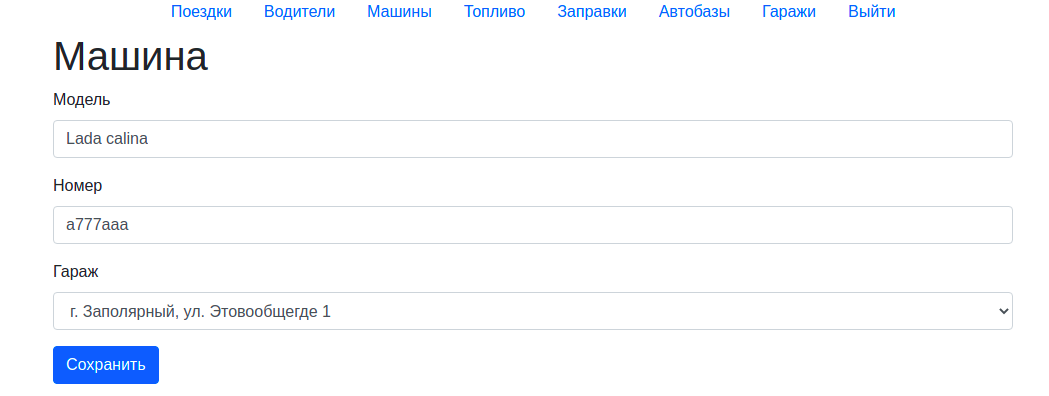 Поездки Водители Машины Топливо Заправки Автобазы Гаражи Выйти
Машина
Модель
Lada calina
Номер
a777aaa
Гараж
г. Заполярный, ул. Этовообщегде 1
Сохранить